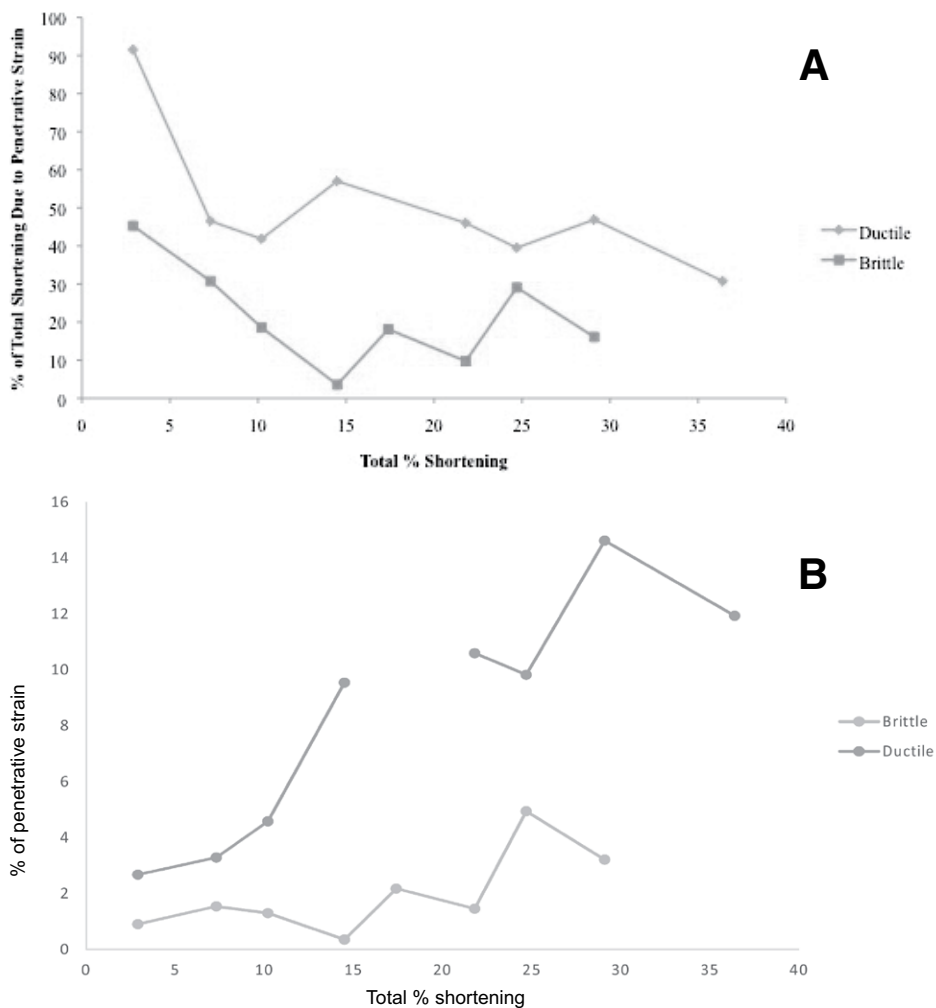 % of Total Shortening Due to Penetrative Strain
100
90
80
70
60
50
40
30
20
10
0
0 5 10 15 20 25 30 35 40
Total % Shortening
A
Ductile
Brittle
% of penetrative strain
16
14
12
10
8
6
4
2
0
0 5 10 15 20 25 30 35 40
Total % shortening
B
Brittle
Ductile